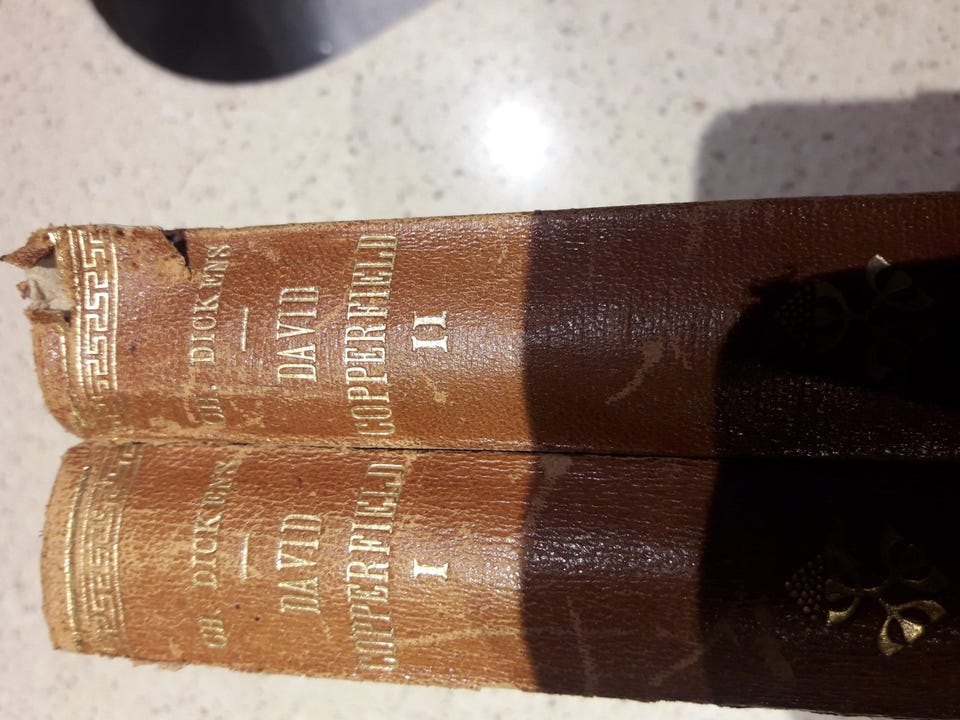 CH. DICKENS
DAVID
COPPERFIELD
II
CH. DICKENS
DAVID
COPPERFIELD
I